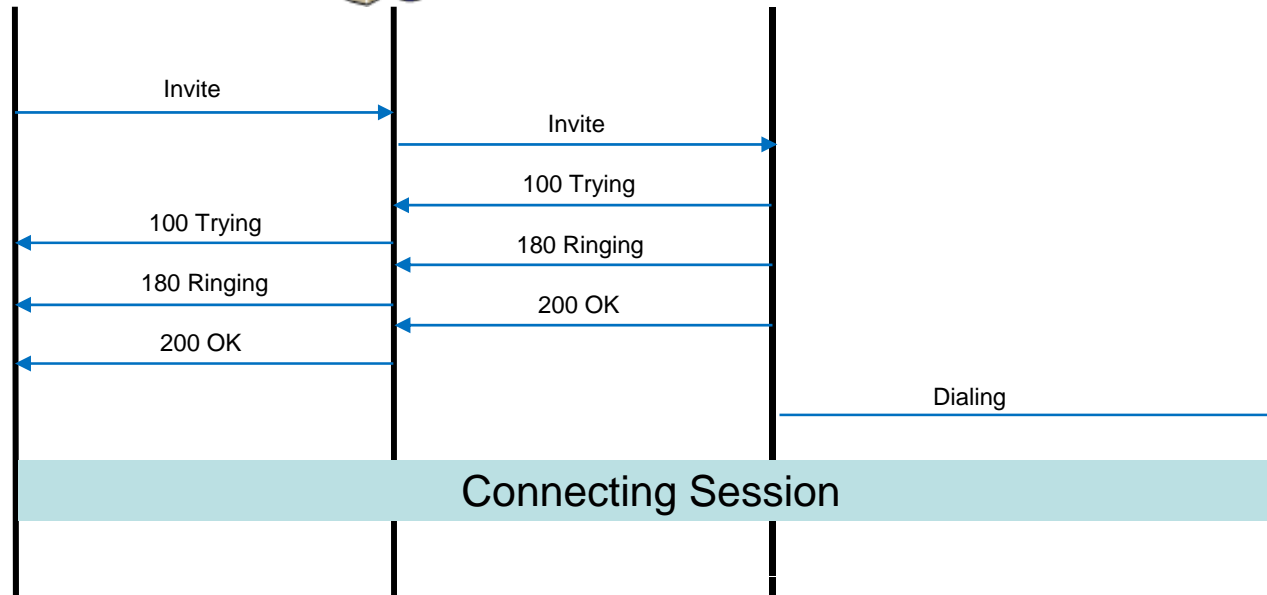 Invite
Invite
100 Trying
100 Trying
180 Ringing
180 Ringing
200 OK
200 OK
Dialing
Connecting Session